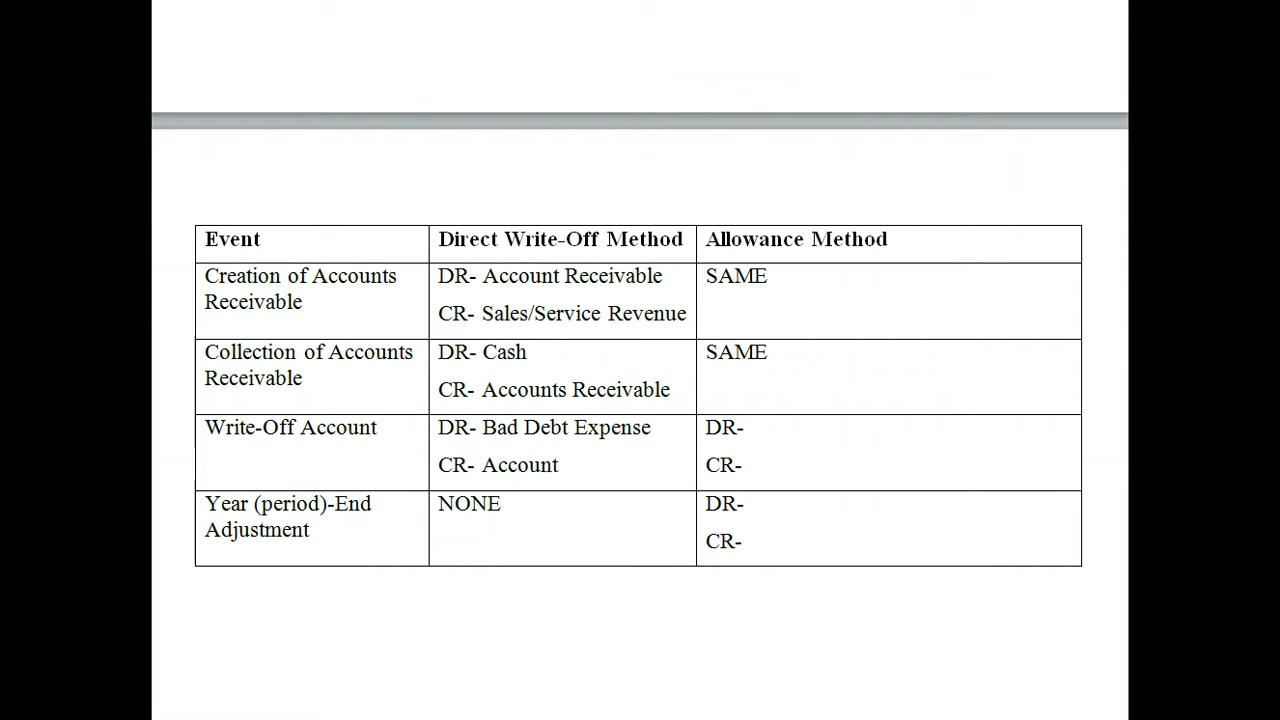 Event
Direct Write-Off Method
Allowance Method
Creation of Accounts
Receivable
DR- Account Receivable
CR- Sales/Service Revenue
SAME
Collection of Accounts
Receivable
DR- Cash
CR- Accounts Receivable
SAME
Write-Off Account
DR- Bad Debt Expense
CR- Account
DR-
CR-
Year (period)-End
Adjustment
NONE
DR-
CR-